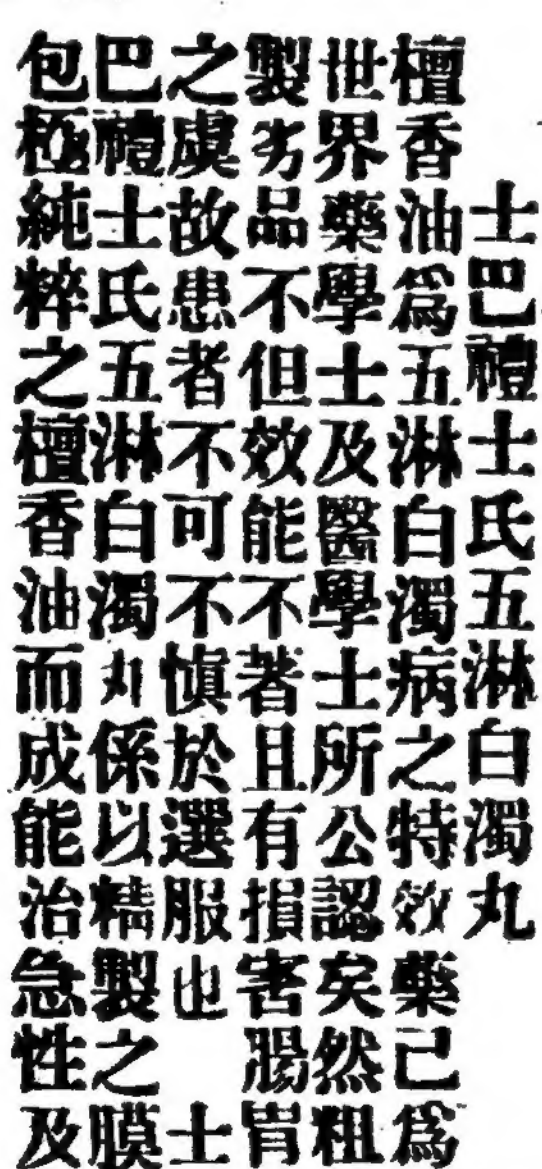 士巴禮士氏五淋白濁丸
檀香油爲五淋白濁病之特效藥己爲
世界藥學士及醫學士所公認矣然粗
製劣品不但效能不著且有損害腸胃
之虞故患者不可不愼於選服也　士
巴禮士氏五淋白濁丸係以精製之膜
包極純粹之檀香油而成能治急性及